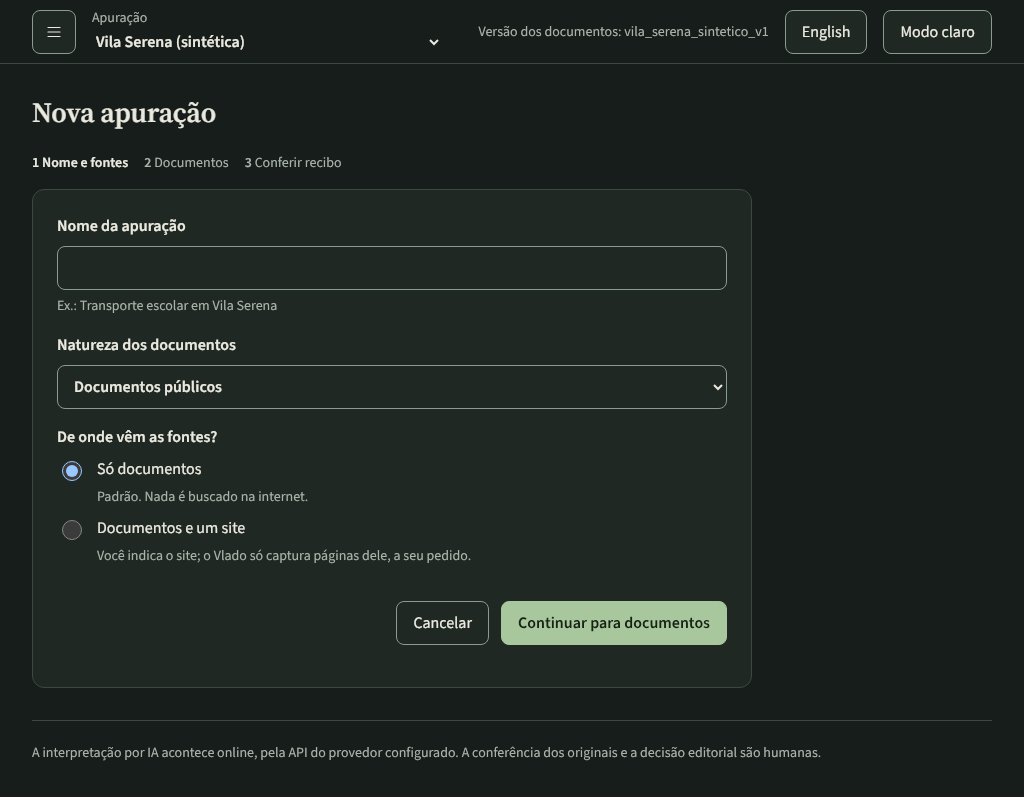 Apuração
Vila Serena (sintética)
Versão dos documentos: vila_serena_sintetico_v1
English
Modo claro
Nova apuração
1 Nome e fontes 2 Documentos 3 Conferir recibo
Nome da apuração
Ex.: Transporte escolar em Vila Serena
Natureza dos documentos
Documentos públicos
De onde vêm as fontes?
Só documentos
Padrão. Nada é buscado na internet.
Documentos e um site
Você indica o site; o Vlado só captura páginas dele, a seu pedido.
Cancelar
Continuar para documentos
A interpretação por IA acontece online, pela API do provedor configurado. A conferência dos originais e a decisão editorial são humanas.